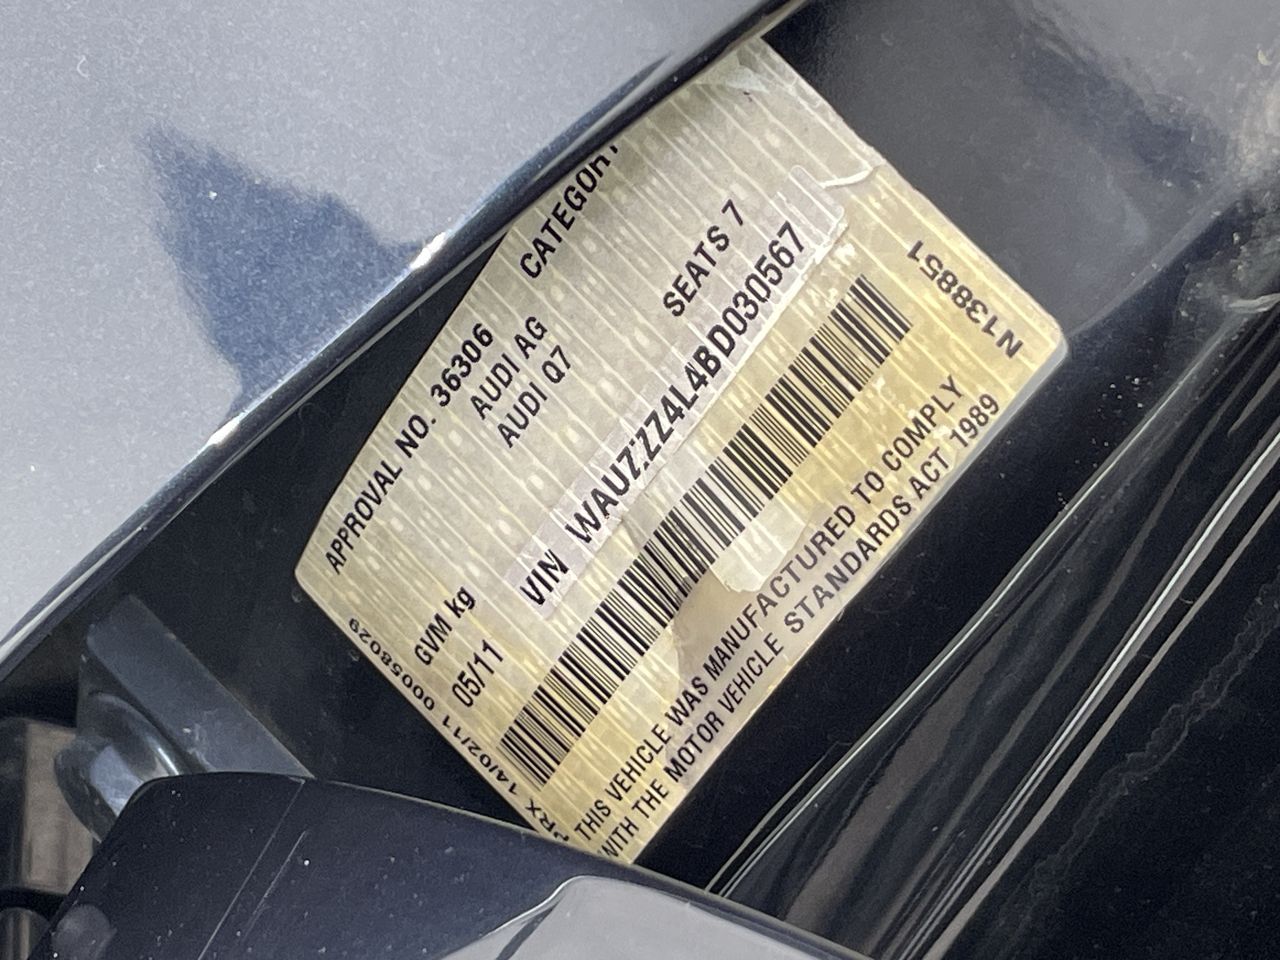 APPROVAL NO. 36306 CATEGORY
AUDI AG
AUDI Q7
GVM kg SEATS 7
05/11
VIN WAUZZZ4L4BD030567
THIS VEHICLE WAS MANUFACTURED TO COMPLY
WITH THE MOTOR VEHICLE STANDARDS ACT 1989
PRX 14/02/11 00058029
N138851